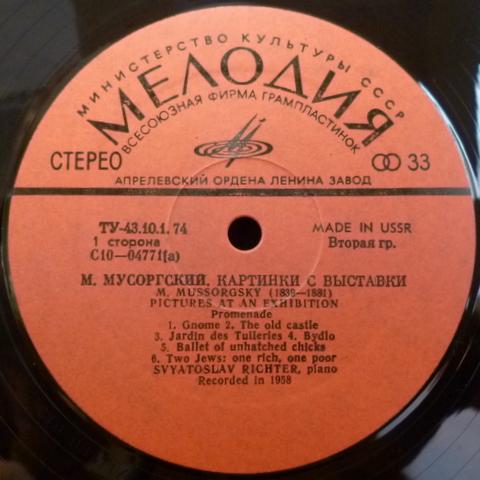 МИНИСТЕРСТВО КУЛЬТУРЫ СССР
МЕЛОДИЯ
ВСЕСОЮЗНАЯ ФИРМА ГРАМПЛАСТИНОК
СТЕРЕО 33
АПРЕЛЕВСКИЙ ОРДЕНА ЛЕНИНА ЗАВОД
ТУ-43.10.1.74 MADE IN USSR
1 сторона Вторая гр.
С10—04771(а)
М. МУСОРГСКИЙ. КАРТИНКИ С ВЫСТАВКИ
M. MUSSORGSKY (1839—1881)
PICTURES AT AN EXHIBITION
Promenade
1. Gnome 2. The old castle
3. Jardin des Tuileries 4. Bydlo
5. Ballet of unhatched chicks
6. Two Jews: one rich, one poor
SVYATOSLAV RICHTER, piano
Recorded in 1958